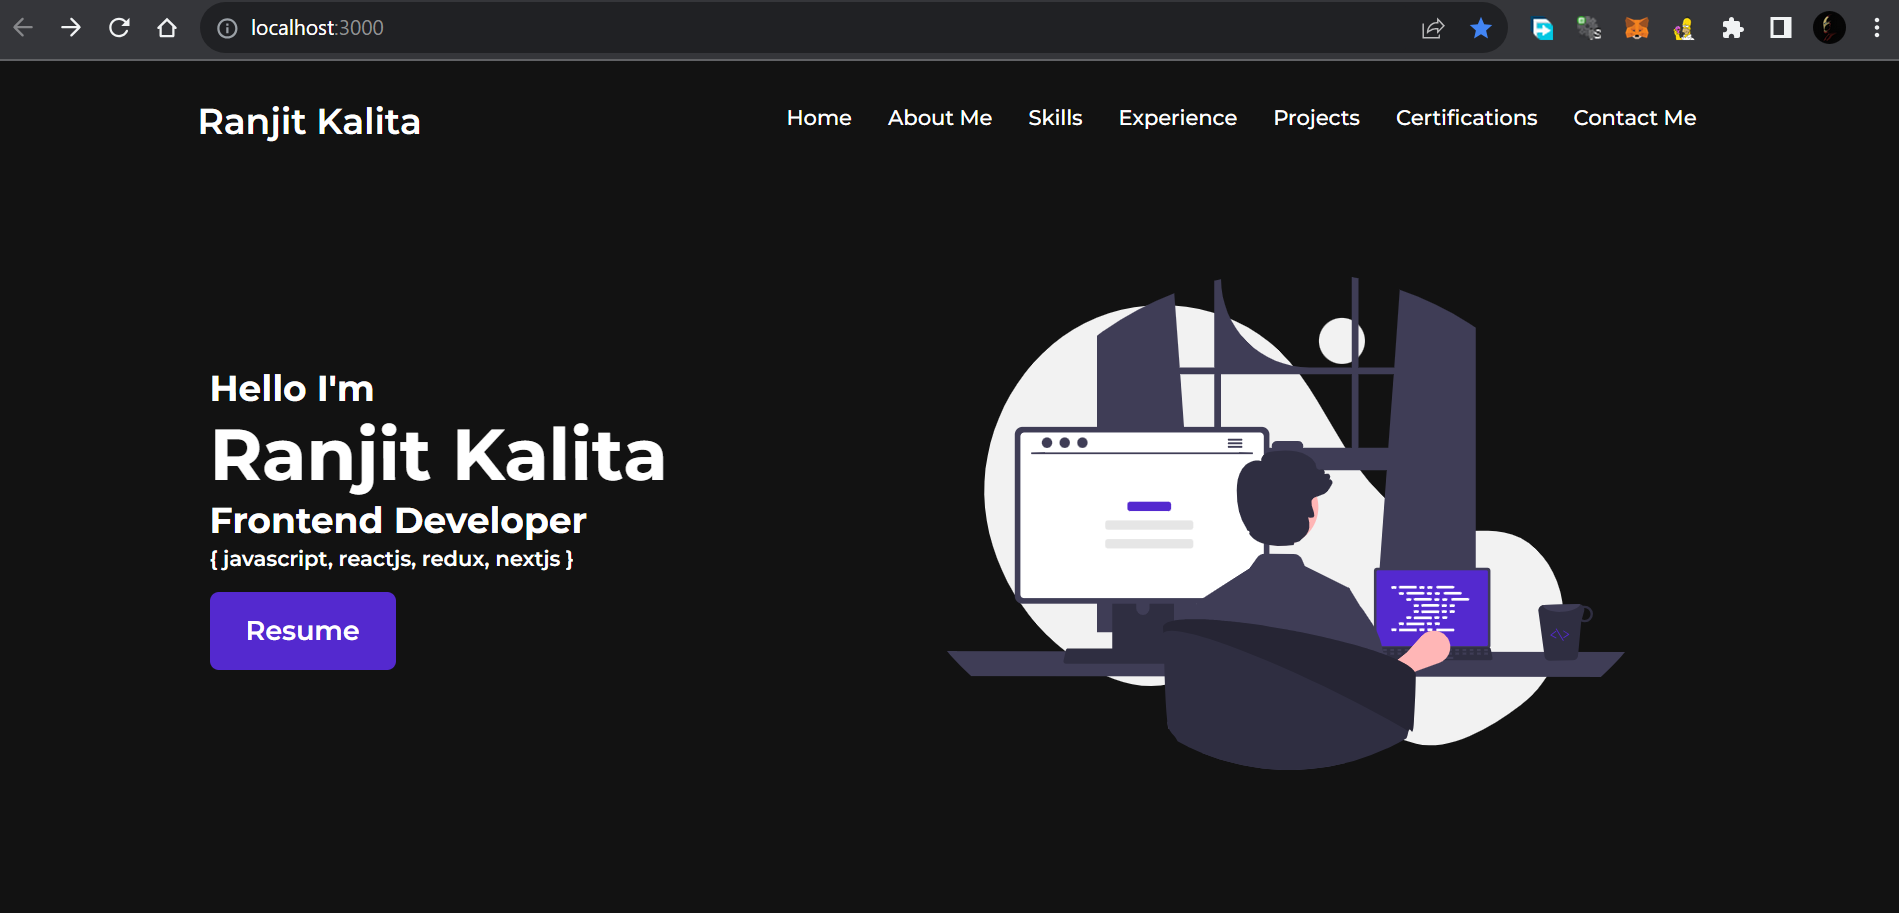 localhost:3000
Ranjit Kalita
Home About Me Skills Experience Projects Certifications Contact Me
Hello I'm
Ranjit Kalita
Frontend Developer
{ javascript, reactjs, redux, nextjs }
Resume